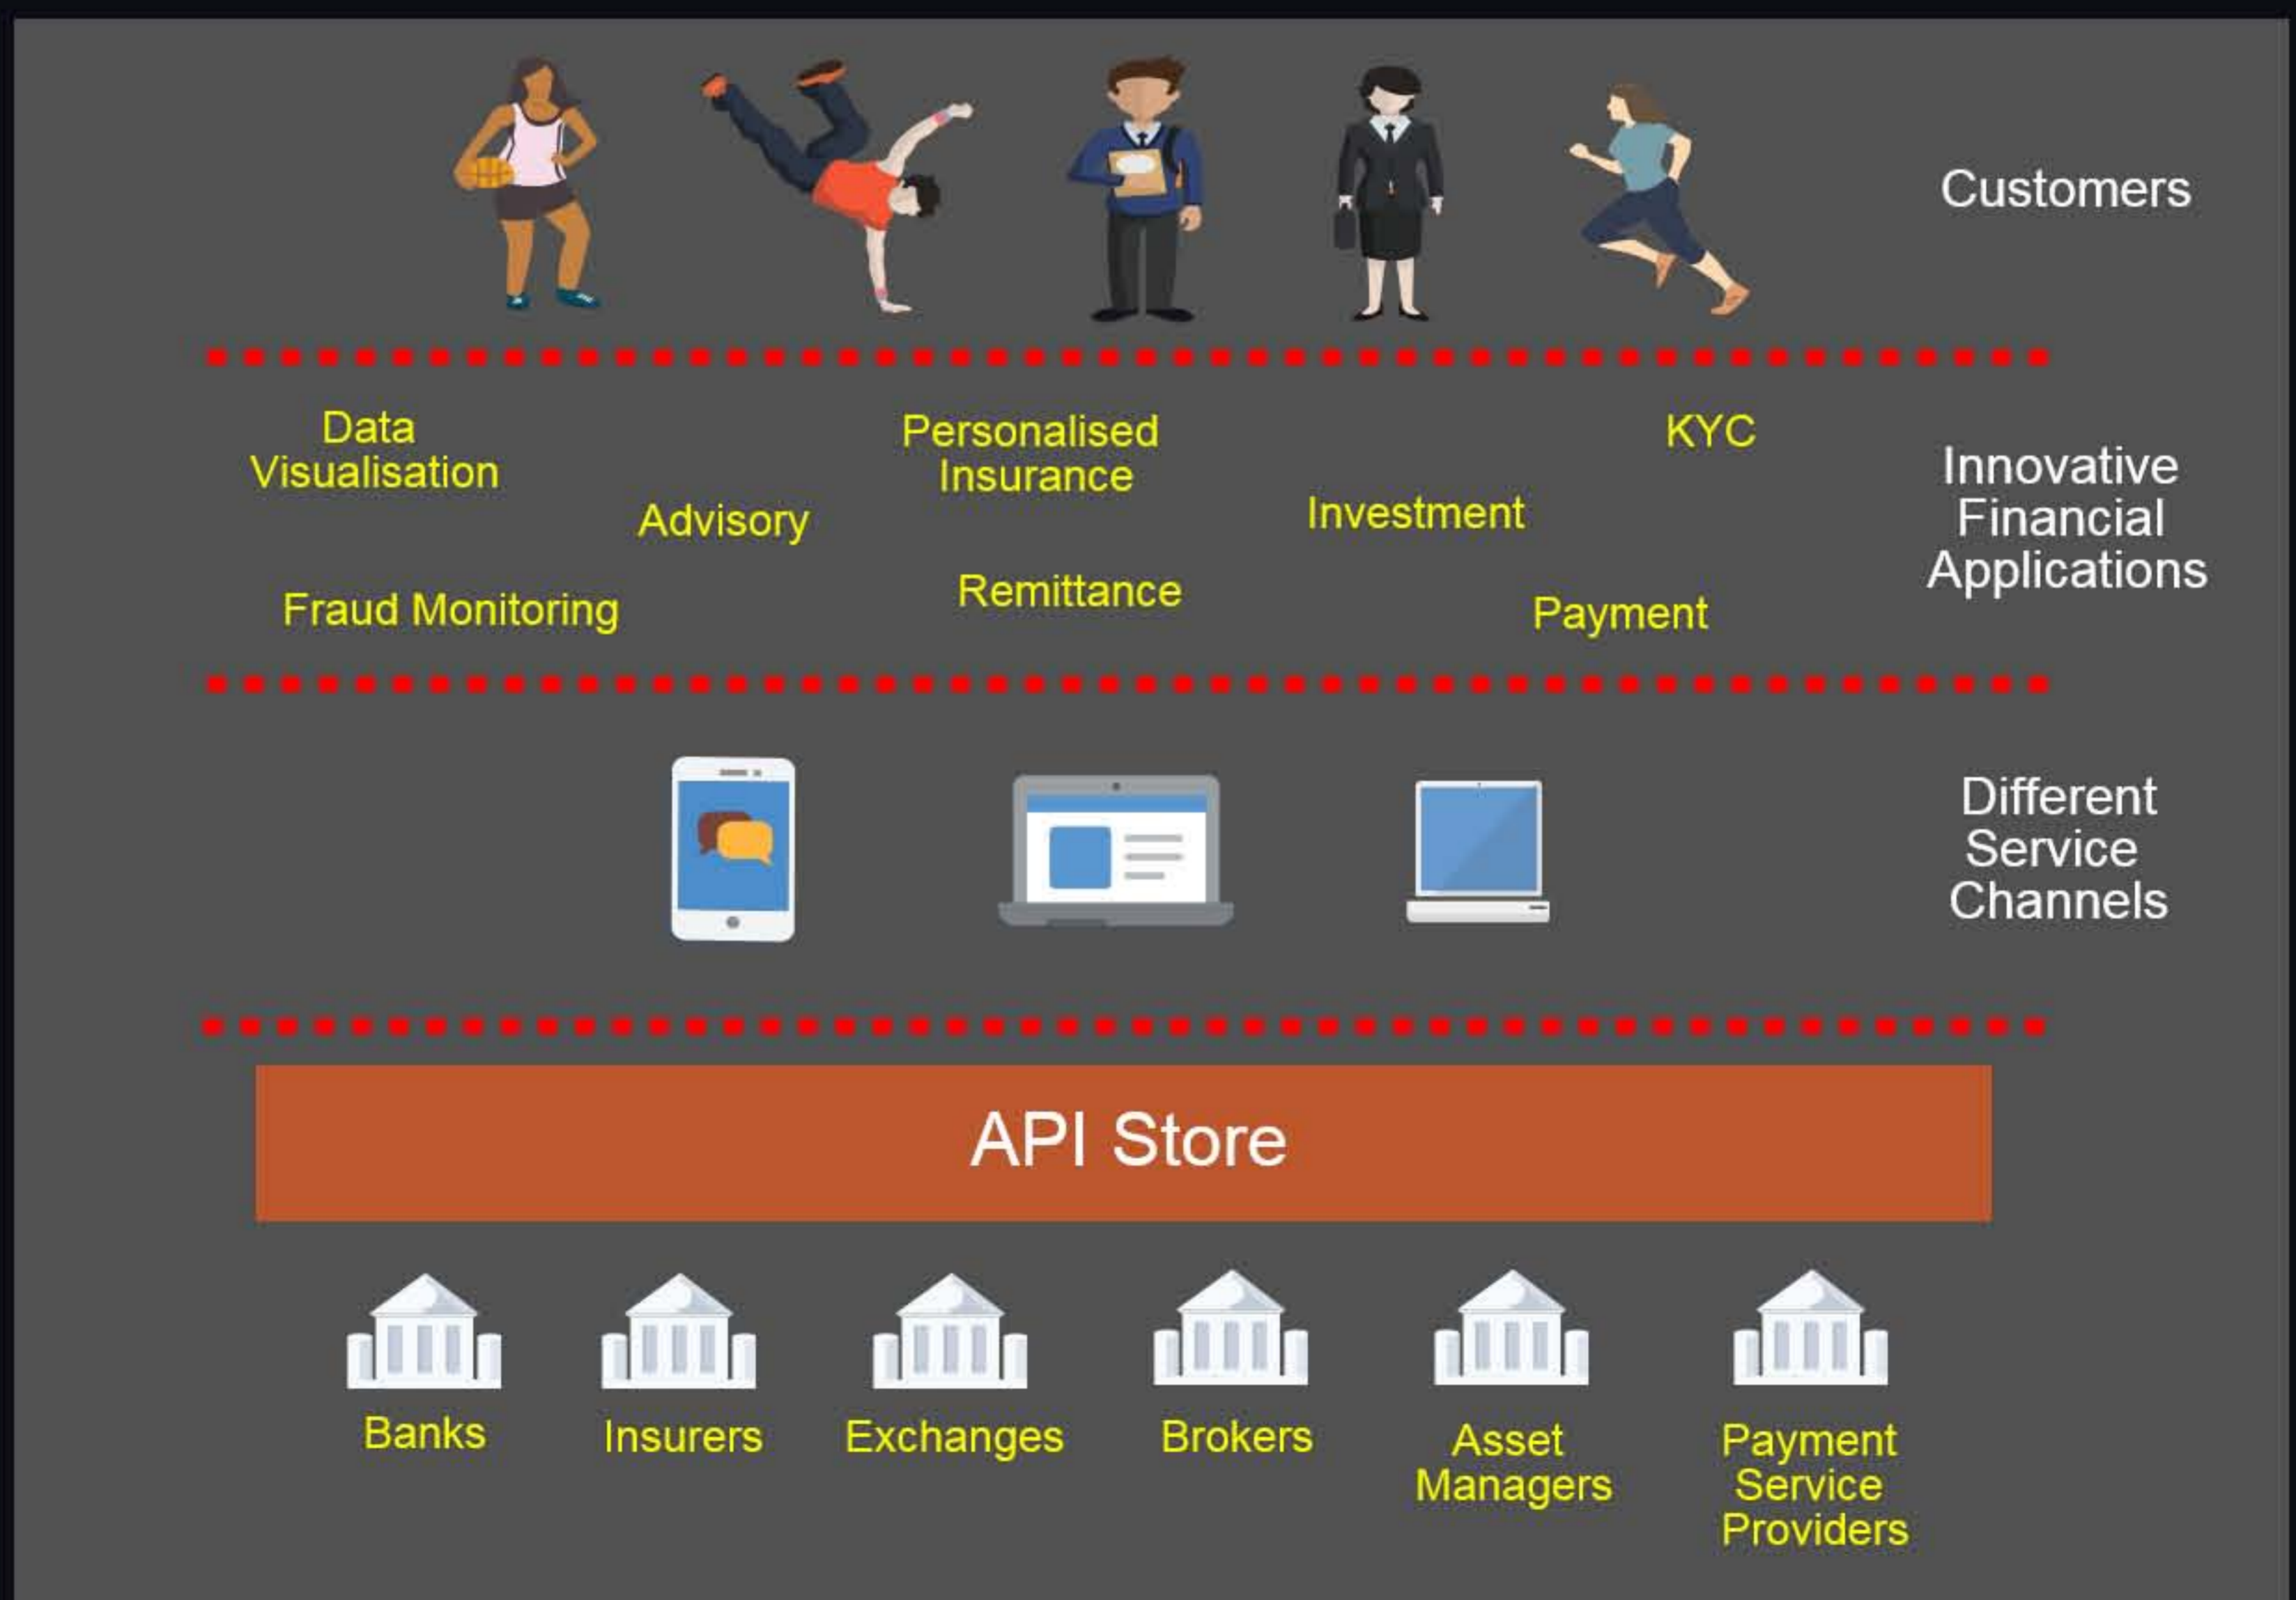 Customers
Data
Visualisation
Personalised
Insurance
KYC
Advisory
Investment
Fraud Monitoring
Remittance
Payment
Innovative
Financial
Applications
Different
Service
Channels
API Store
Banks
Insurers
Exchanges
Brokers
Asset
Managers
Payment
Service
Providers